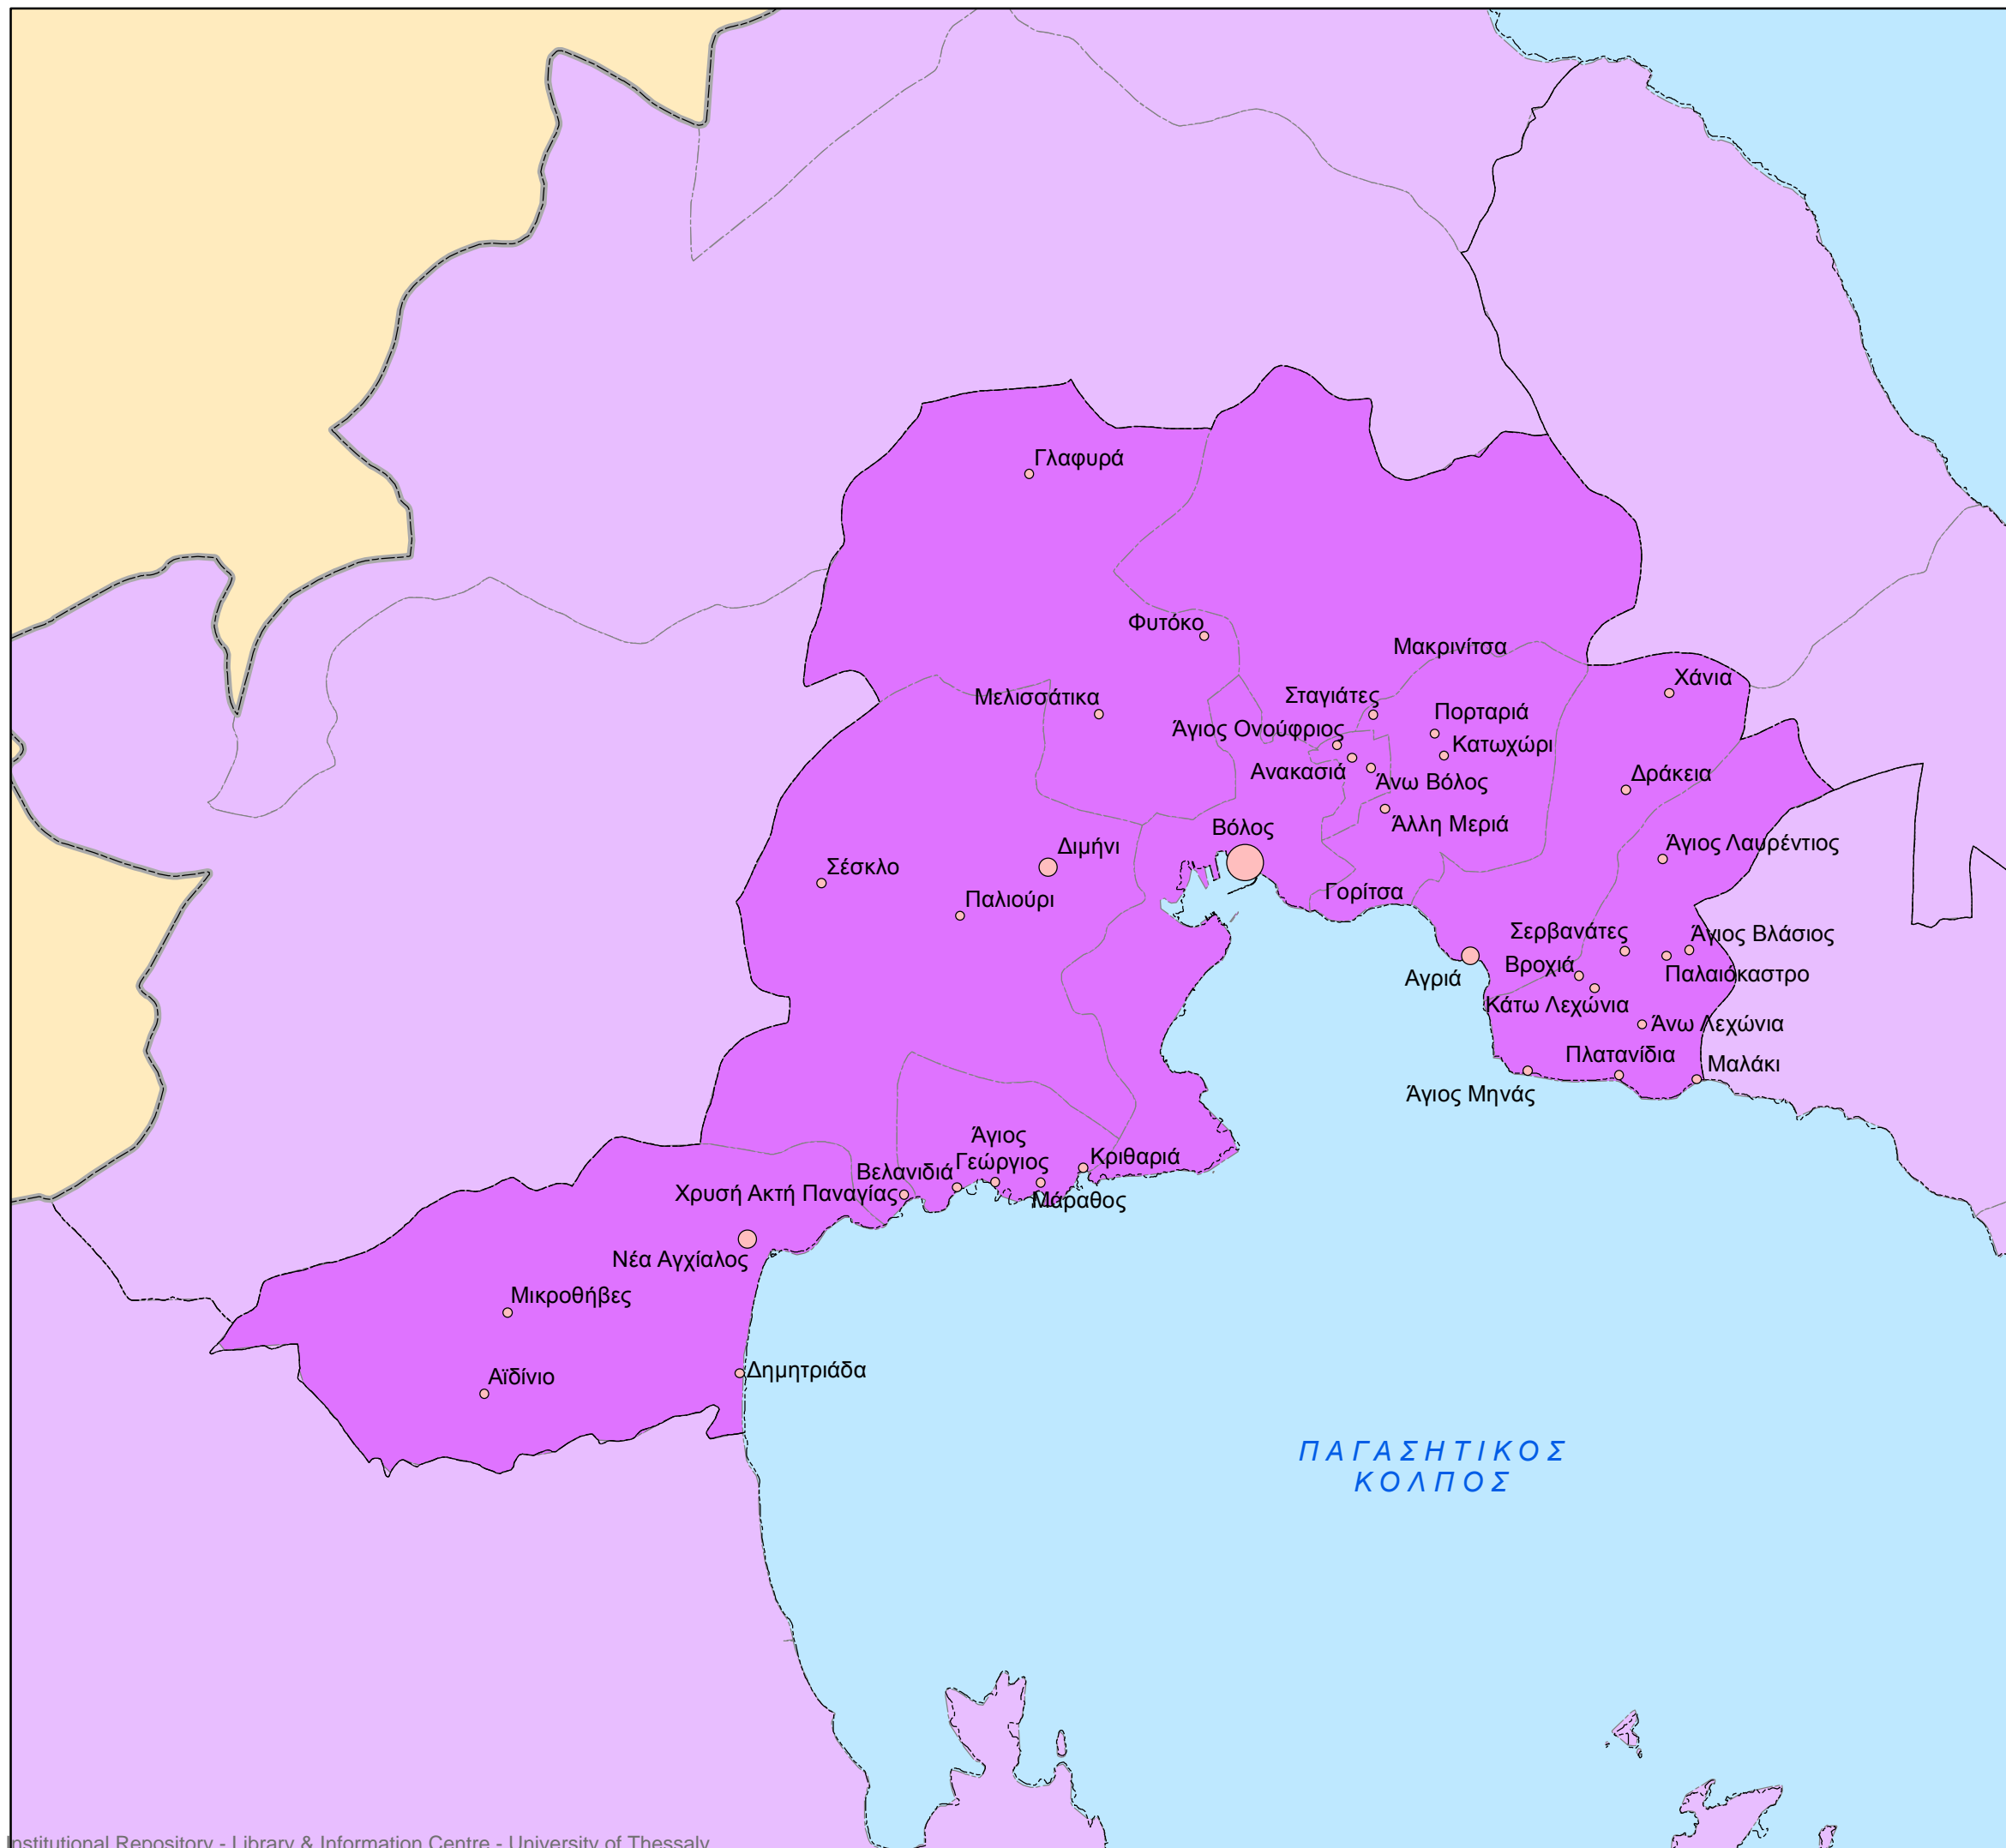 Γλαφυρά
Φυτόκο
Μακρινίτσα
Χάνια
Μελισσάτικα
Σταγιάτες
Πορταριά
Άγιος Ονούφριος
Κατωχώρι
Ανακασιά
Άνω Βόλος
Δράκεια
Άλλη Μεριά
Βόλος
Διμήνι
Άγιος Λαυρέντιος
Σέσκλο
Παλιούρι
Γορίτσα
Σερβανάτες
Άγιος Βλάσιος
Βροχιά
Παλαιόκαστρο
Αγριά
Κάτω Λεχώνια
Άνω Λεχώνια
Πλατανίδια
Μαλάκι
Άγιος Μηνάς
Άγιος
Γεώργιος
Κριθαριά
Βελανιδιά
Χρυσή Ακτή Παναγίας
Μάραθος
Νέα Αγχίαλος
Μικροθήβες
Δημητριάδα
Αϊδίνιο
ΠΑΓΑΣΗΤΙΚΟΣ
ΚΟΛΠΟΣ
Institutional Repository - Library & Information Centre - University of Thessaly